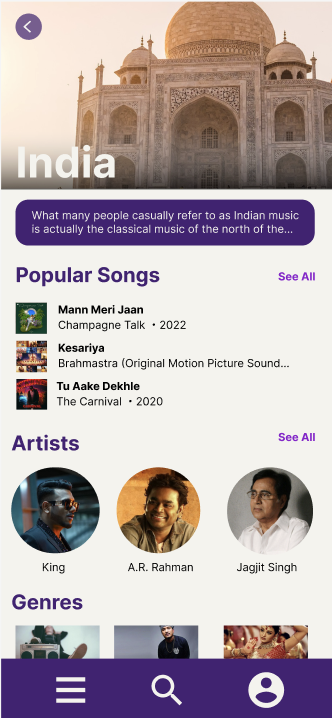 India
What many people casually refer to as Indian music
is actually the classical music of the north of the...
Popular Songs
See All
Mann Meri Jaan
Champagne Talk • 2022
Kesariya
Brahmastra (Original Motion Picture Sound...
Tu Aake Dekhle
The Carnival • 2020
Artists
See All
King
A.R. Rahman
Jagjit Singh
Genres